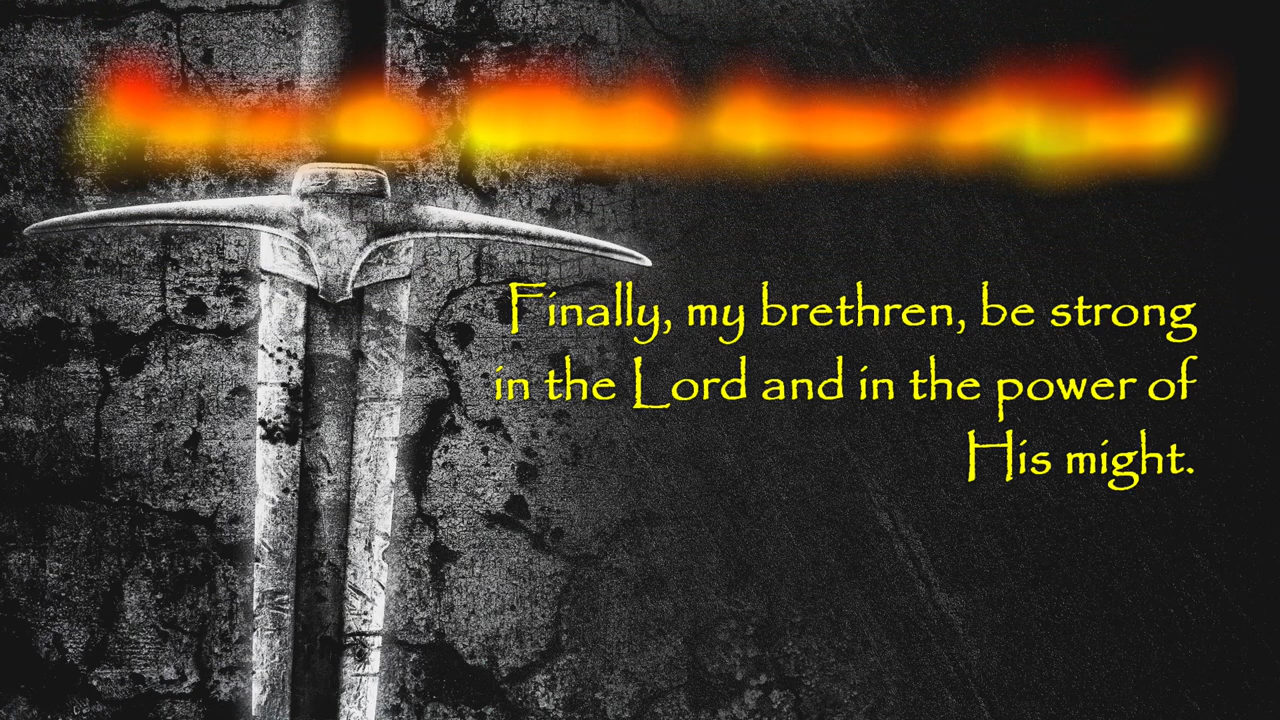 Finally, my brethren, be strong
in the Lord and in the power of
His might.